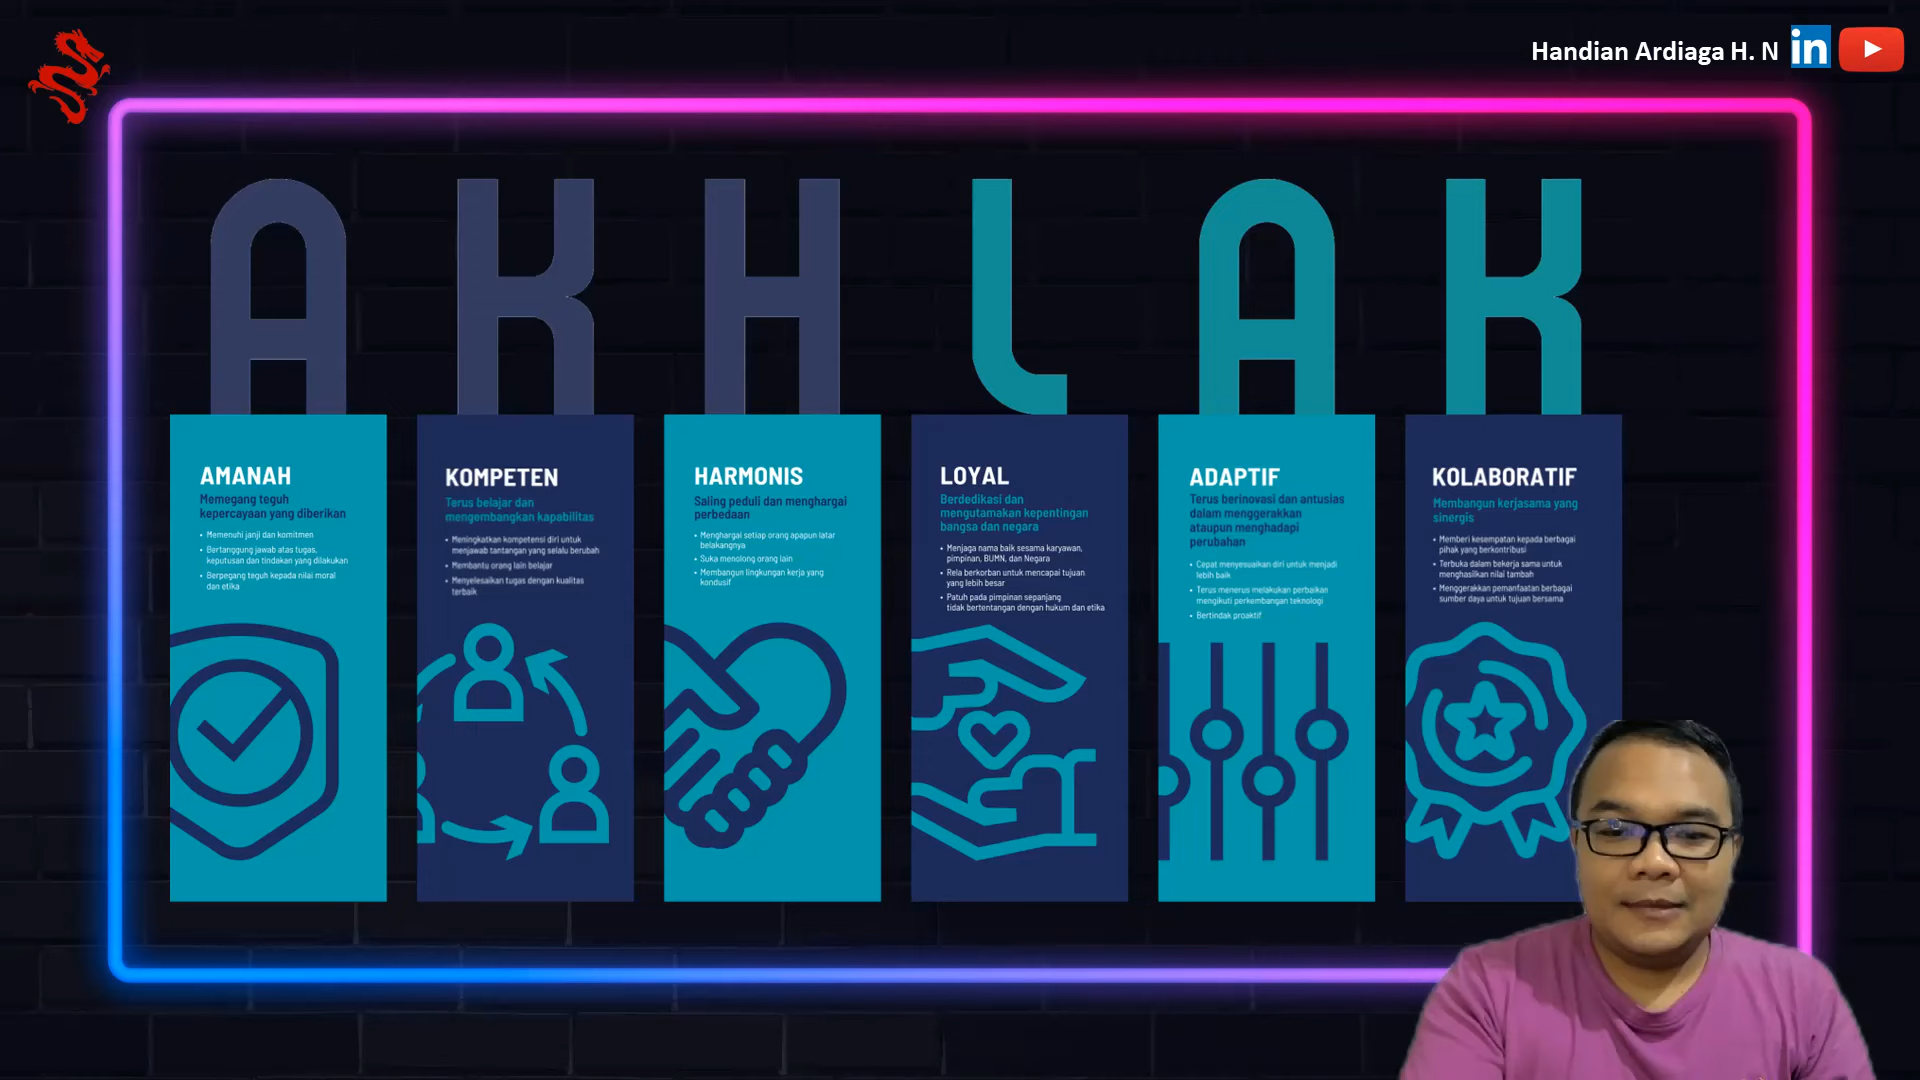 Handian Ardiaga H. N
in
A K H L A K
AMANAH
Memegang teguh
kepercayaan yang diberikan
• Memenuhi janji dan komitmen
• Bertanggung jawab atas tugas,
keputusan dan tindakan yang dilakukan
• Berpegang teguh kepada nilai moral
dan etika
KOMPETEN
Terus belajar dan
mengembangkan kapabilitas
• Meningkatkan kompetensi diri untuk
menjawab tantangan yang selalu berubah
• Membantu orang lain belajar
• Menyelesaikan tugas dengan kualitas
terbaik
HARMONIS
Saling peduli dan menghargai
perbedaan
• Menghargai setiap orang apapun latar
belakangnya
• Suka menolong orang lain
• Membangun lingkungan kerja yang
kondusif
LOYAL
Berdedikasi dan
mengutamakan kepentingan
bangsa dan negara
• Menjaga nama baik sesama karyawan,
pimpinan, BUMN, dan Negara
• Rela berkorban untuk mencapai tujuan
yang lebih besar
• Patuh pada pimpinan sepanjang
tidak bertentangan dengan hukum dan etika
ADAPTIF
Terus berinovasi dan antusias
dalam menggerakkan
ataupun menghadapi
perubahan
• Cepat menyesuaikan diri untuk menjadi
lebih baik
• Terus menerus melakukan perbaikan
mengikuti perkembangan teknologi
• Bertindak proaktif
KOLABORATIF
Membangun kerjasama yang
sinergis
• Memberi kesempatan kepada berbagai
pihak yang berkontribusi
• Terbuka dalam bekerja sama untuk
menghasilkan nilai tambah
• Menggerakkan pemanfaatan berbagai
sumber daya untuk tujuan bersama